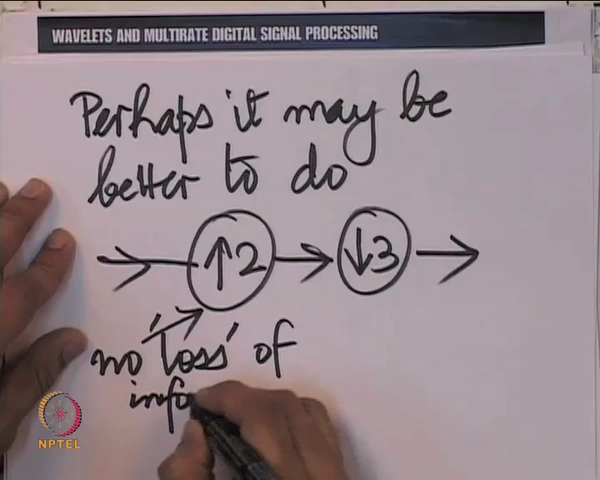 WAVELETS AND MULTIRATE DIGITAL SIGNAL PROCESSING
Perhaps it may be
better to do
↑2 ↓3
no 'loss' of
info
NPTEL